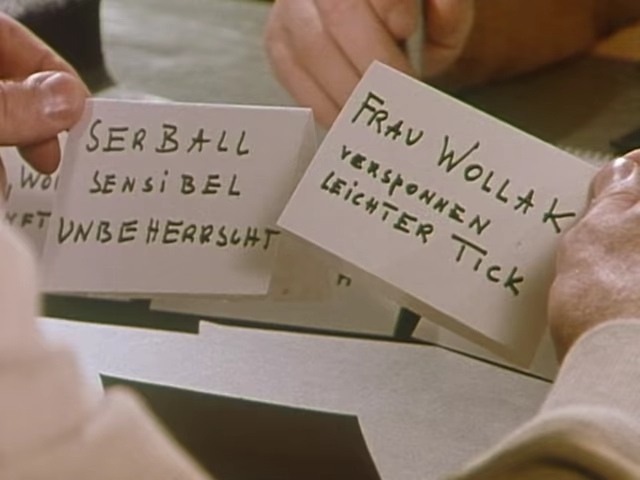 SERBALL
SENSIBEL
UNBEHERRSCHT
FRAU WOLLAK
VERSPONNEN
LEICHTER TICK